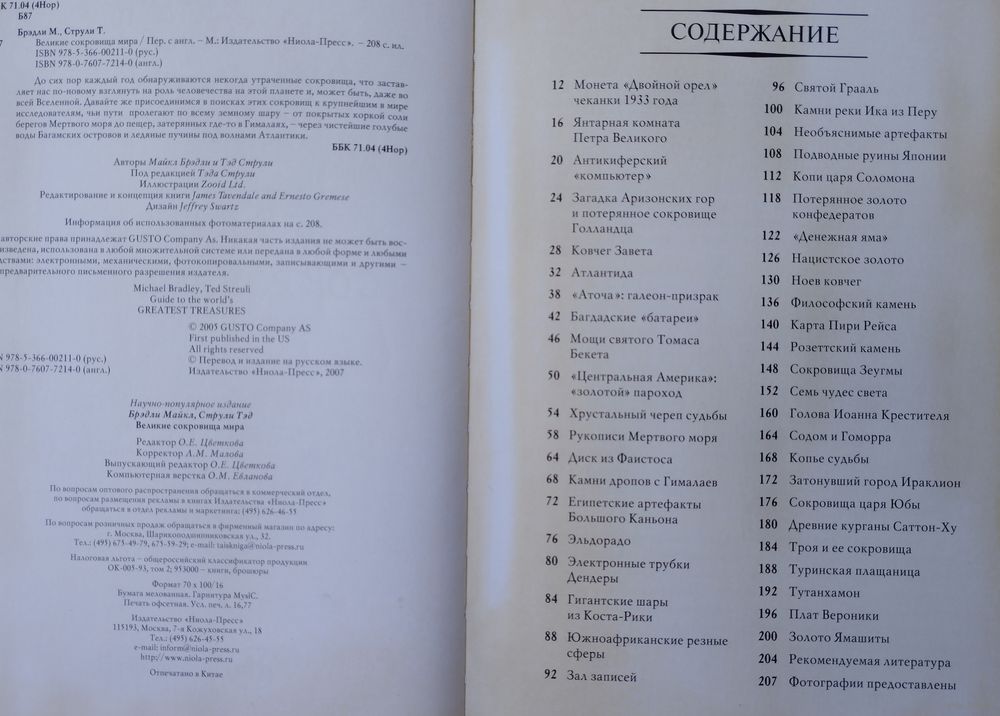 К 71.04 (4Нор)
Б87
Брэдли М., Струли Т.
7 Великие сокровища мира / Пер. с англ. – М.: Издательство «Ниола-Пресс». – 208 с. ил.
ISBN 978-5-366-00211-0 (рус.)
ISBN 978-0-7607-7214-0 (англ.)
До сих пор каждый год обнаруживаются некогда утраченные сокровища, что застав-
ляет нас по-новому взглянуть на роль человечества на этой планете и, может быть, даже во
всей Вселенной. Давайте же присоединимся в поисках этих сокровищ к крупнейшим в мире
исследователям, чьи пути пролегают по всему земному шару – от покрытых коркой соли
берегов Мертвого моря до пещер, затерянных где-то в Гималаях, – через чистейшие голубые
воды Багамских островов и ледяные пучины под волнами Атлантики.
ББК 71.04 (4Нор)
Авторы Майкл Брэдли и Тэд Струли
Под редакцией Тэда Струли
Иллюстрации Zooid Ltd.
Редактирование и концепция книги James Tavendale and Ernesto Gremese
Дизайн Jeffrey Swartz
Информация об использованных фотоматериалах на с. 208.
авторские права принадлежат GUSTO Company As. Никакая часть издания не может быть вос-
изведена, использована в любой множительной системе или передана в любой форме и любыми
дствами: электронными, механическими, фотокопировальными, записывающими и другими –
предварительного письменного разрешения издателя.
Michael Bradley, Ted Streuli
Guide to the world's
GREATEST TREASURES
© 2005 GUSTO Company AS
First published in the US
All rights reserved
N 978-5-366-00211-0 (рус.) © Перевод и издание на русском языке.
N 978-0-7607-7214-0 (англ.) Издательство «Ниола-Пресс», 2007
Научно-популярное издание
Брэдли Майкл, Струли Тэд
Великие сокровища мира
Редактор О.Е. Цветкова
Корректор А.М. Малова
Выпускающий редактор О.Е. Цветкова
Компьютерная верстка О.М. Евланова
По вопросам оптового распространения обращаться в коммерческий отдел,
по вопросам размещения рекламы в книгах Издательства «Ниола-Пресс»
обращаться в отдел рекламы и маркетинга: (495) 626-46-55
По вопросам розничных продаж обращаться в фирменный магазин по адресу:
г. Москва, Шарикоподшипниковская ул., 32.
Тел.: (495) 675-49-79, 675-59-29; e-mail: taiskniga@niola-press.ru
Налоговая льгота – общероссийский классификатор продукции
ОК-005-93, том 2; 953000 – книги, брошюры
Формат 70 x 100/16
Бумага мелованная. Гарнитура MysiC.
Печать офсетная. Усл. печ. л. 16,77
Издательство «Ниола-Пресс»
115193, Москва, 7-я Кожуховская ул., 18
Тел.: (495) 626-45-55
e-mail: inform@niola-press.ru
http://www.niola-press.ru
Отпечатано в Китае
СОДЕРЖАНИЕ
12 Монета «Двойной орел»
чеканки 1933 года
16 Янтарная комната
Петра Великого
20 Антикиферский
«компьютер»
24 Загадка Аризонских гор
и потерянное сокровище
Голландца
28 Ковчег Завета
32 Атлантида
38 «Аточа»: галеон-призрак
42 Багдадские «батареи»
46 Мощи святого Томаса
Бекета
50 «Центральная Америка»:
«золотой» пароход
54 Хрустальный череп судьбы
58 Рукописи Мертвого моря
64 Диск из Фаистоса
68 Камни дропов с Гималаев
72 Египетские артефакты
Большого Каньона
76 Эльдорадо
80 Электронные трубки
Дендеры
84 Гигантские шары
из Коста-Рики
88 Южноафриканские резные
сферы
92 Зал записей
96 Святой Грааль
100 Камни реки Ика из Перу
104 Необъяснимые артефакты
108 Подводные руины Японии
112 Копи царя Соломона
118 Потерянное золото
конфедератов
122 «Денежная яма»
126 Нацистское золото
130 Ноев ковчег
136 Философский камень
140 Карта Пири Рейса
144 Розеттский камень
148 Сокровища Зеугмы
152 Семь чудес света
160 Голова Иоанна Крестителя
164 Содом и Гоморра
168 Копье судьбы
172 Затонувший город Ираклион
176 Сокровища царя Юбы
180 Древние курганы Саттон-Ху
184 Троя и ее сокровища
188 Туринская плащаница
192 Тутанхамон
196 Плат Вероники
200 Золото Ямашиты
204 Рекомендуемая литература
207 Фотографии предоставлены